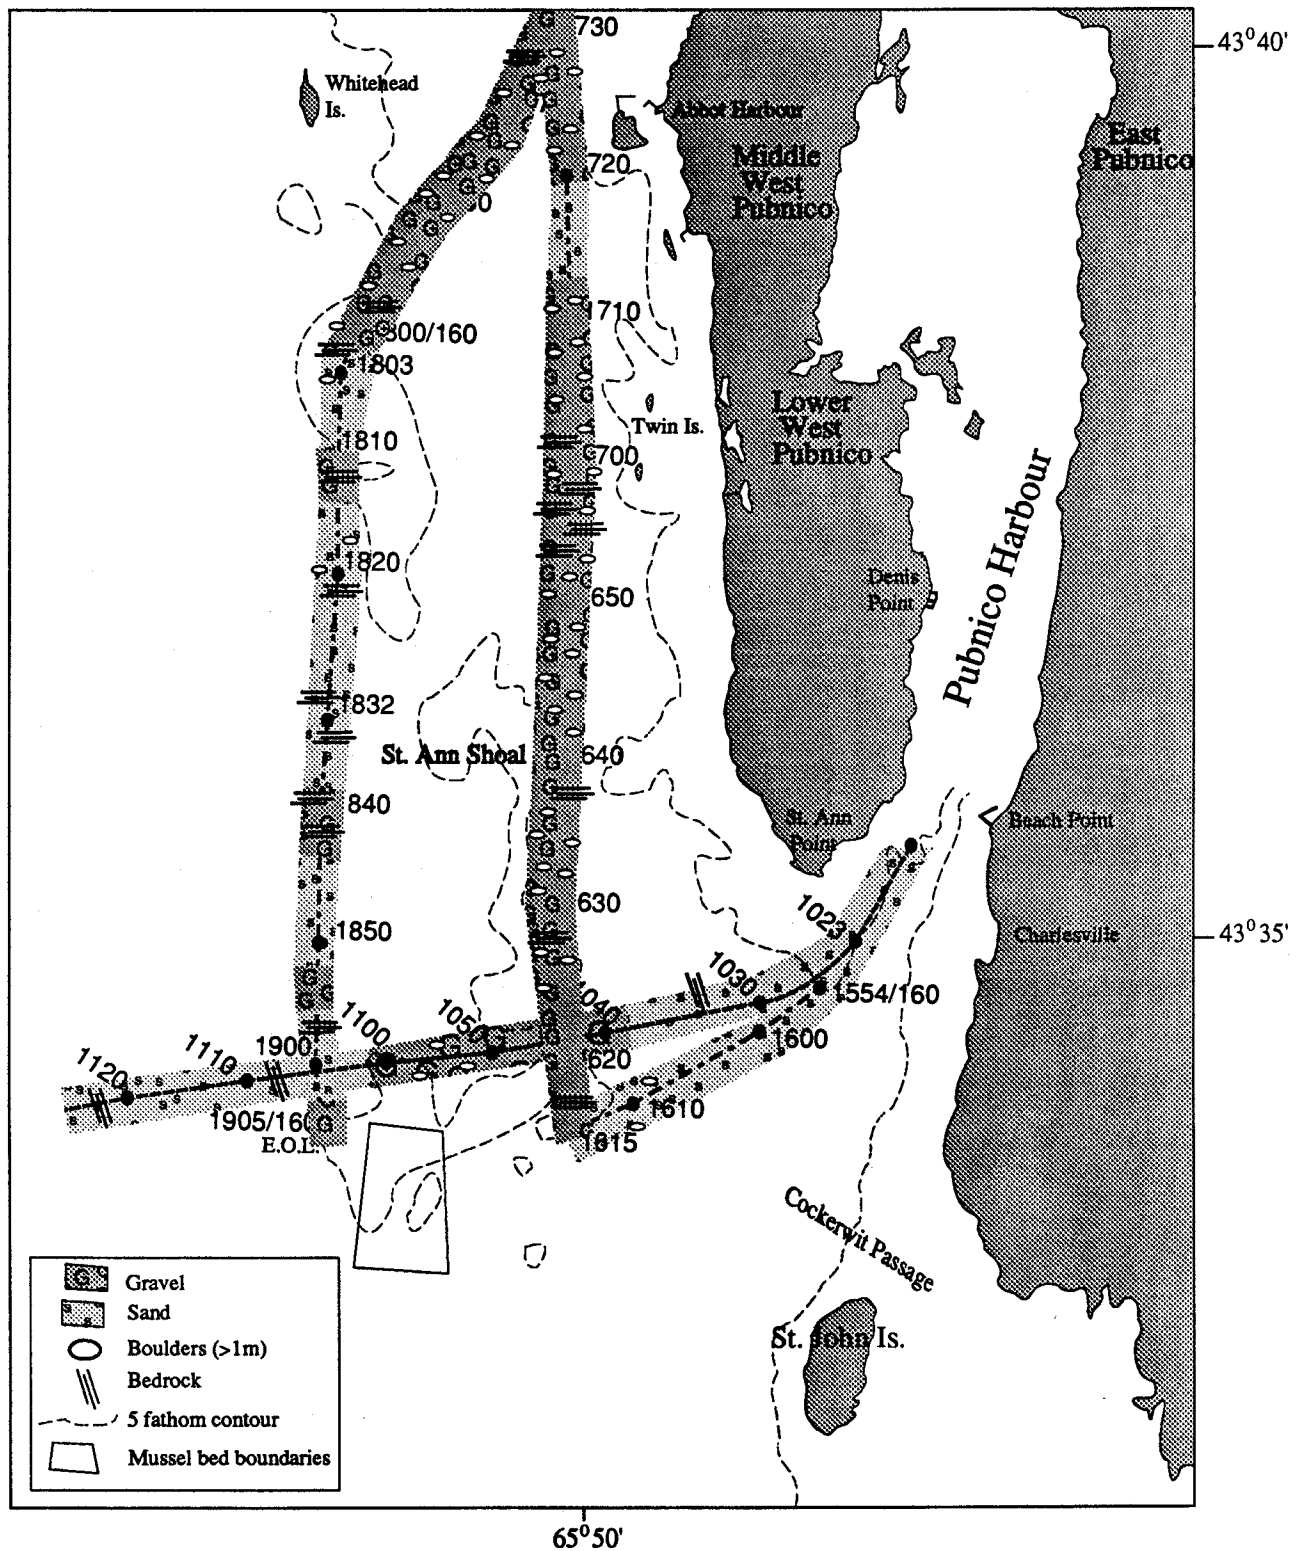 730
43°40'
Whitehead
Is.
Abbot Harbour
East
Pubnico
Middle
West
Pubnico
720
1710
300/160
1803
Lower
West
Pubnico
Twin Is.
1810
700
Pubnico Harbour
1820
Denis
Point
650
1832
St. Ann Shoal
640
840
St. Ann
Point
Beach Point
630
1023
1850
Charlesville
43°35'
1030
1554/160
1040
1050
1100
1600
1900
620
1110
1120
1610
1905/160
E.O.L.
1615
Cockerwit Passage
St. John Is.
G
Gravel
s
s
Sand
Boulders (>1m)
Bedrock
5 fathom contour
Mussel bed boundaries
65°50'